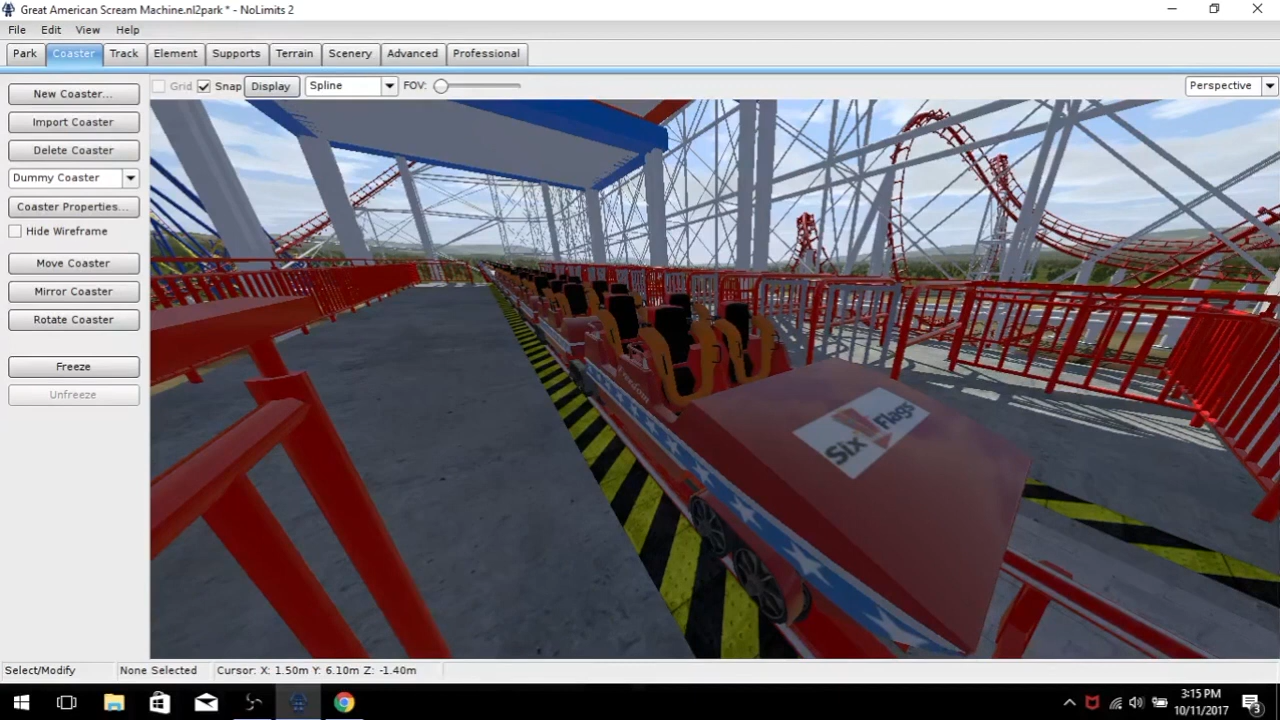 Great American Scream Machine.nl2park * - NoLimits 2
File Edit View Help
Park Coaster Track Element Supports Terrain Scenery Advanced Professional
Grid Snap Display Spline FOV: Perspective
New Coaster...
Import Coaster
Delete Coaster
Dummy Coaster
Coaster Properties...
Hide Wireframe
Move Coaster
Mirror Coaster
Rotate Coaster
Freeze
Unfreeze
Six Flags
Select/Modify None Selected Cursor: X: 1.50m Y: 6.10m Z: -1.40m
3:15 PM
10/11/2017
3